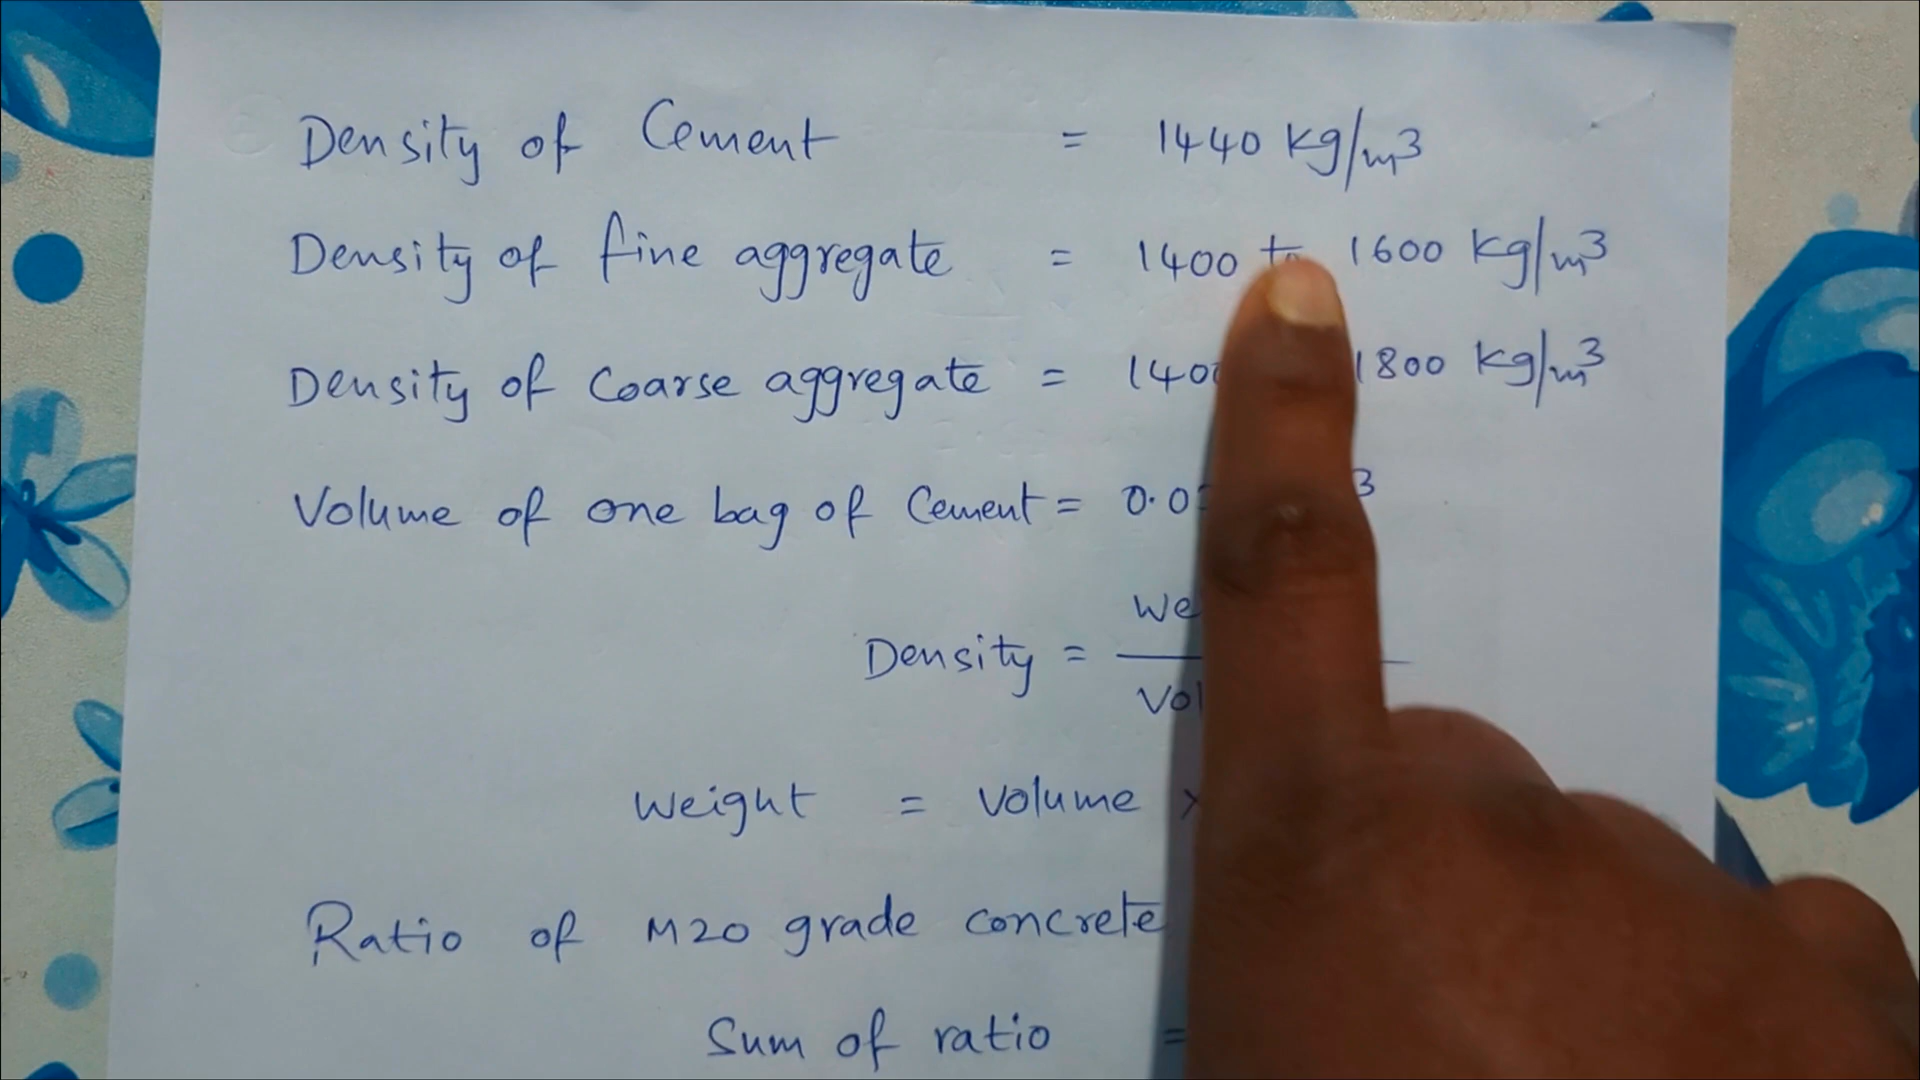 Density of Cement = 1440 kg/m3
Density of fine aggregate = 1400 to 1600 kg/m3
Density of Coarse aggregate = 1800 kg/m3
Volume of one bag of Cement =
Density =
Weight = Volume
Ratio of M20 grade concrete
Sum of ratio =